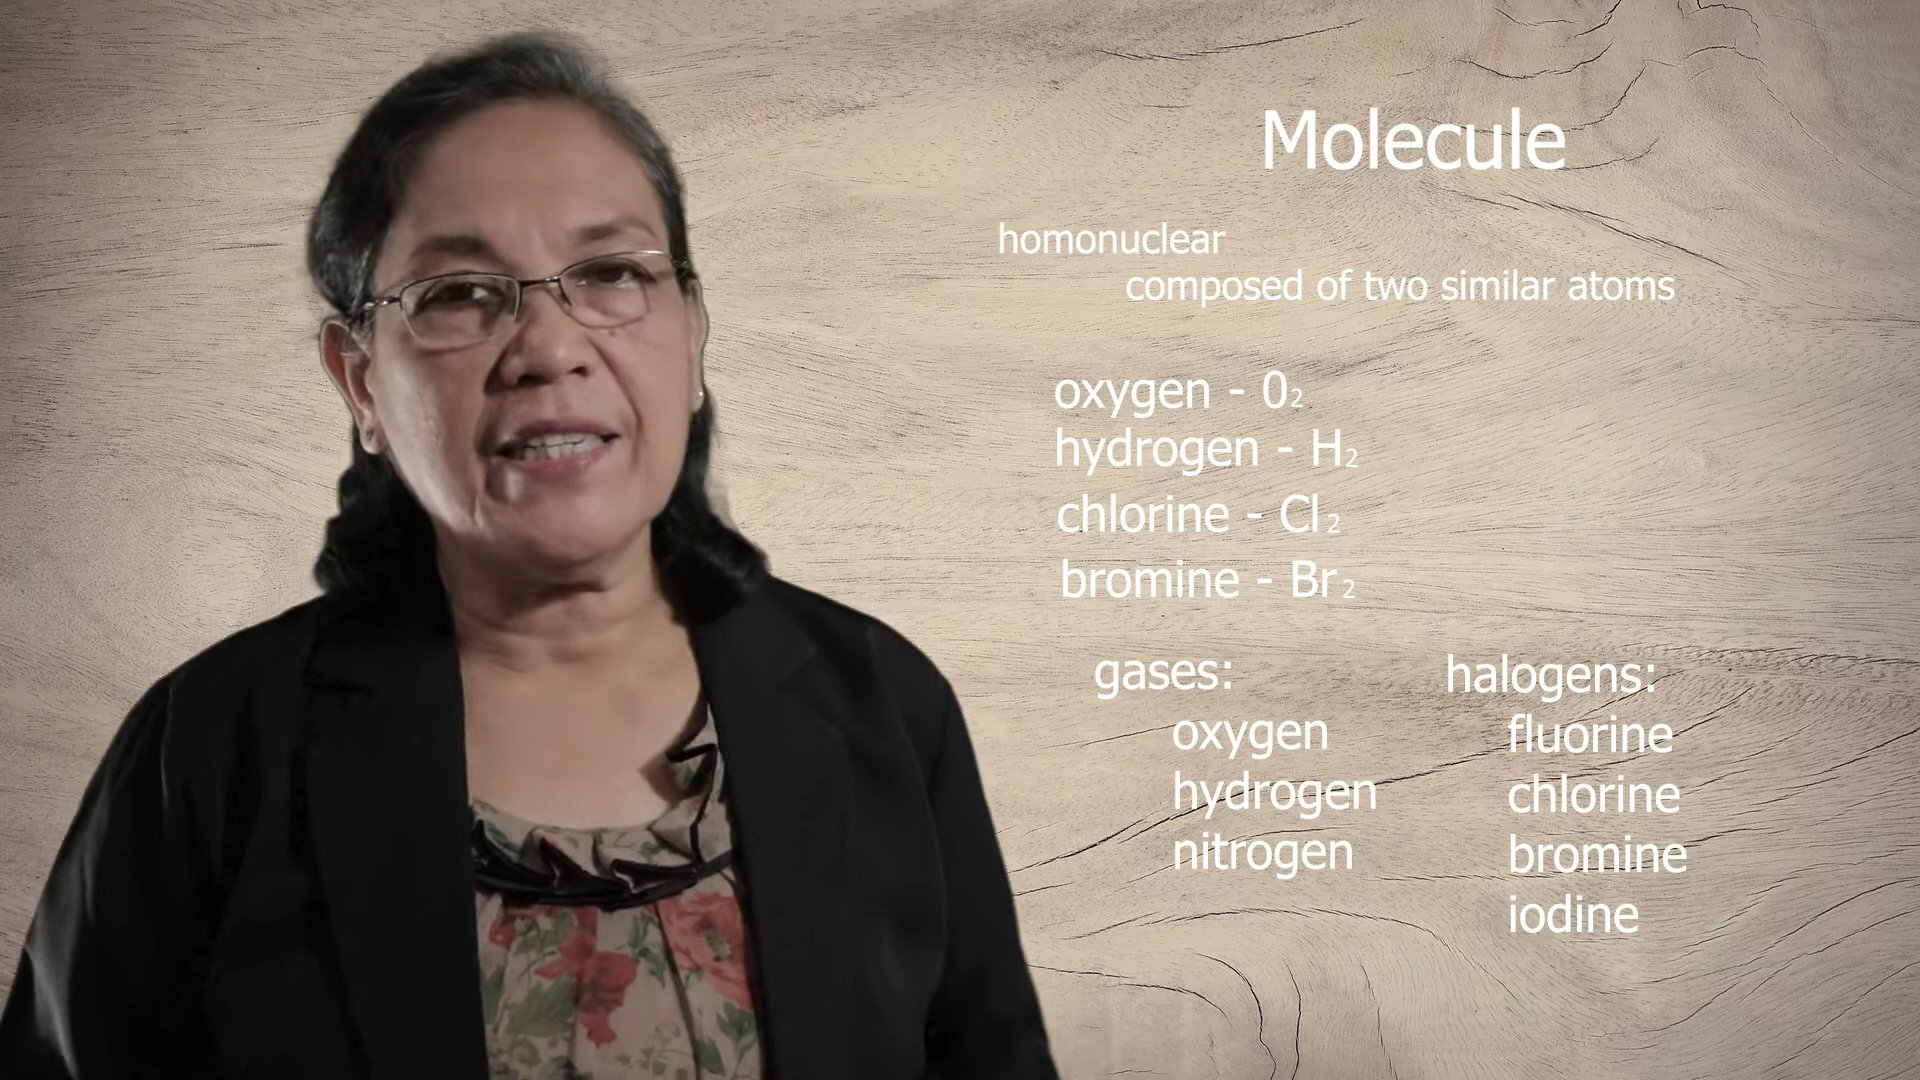 Molecule
homonuclear
composed of two similar atoms
oxygen - 0₂
hydrogen - H₂
chlorine - Cl₂
bromine - Br₂
gases:
oxygen
hydrogen
nitrogen
halogens:
fluorine
chlorine
bromine
iodine